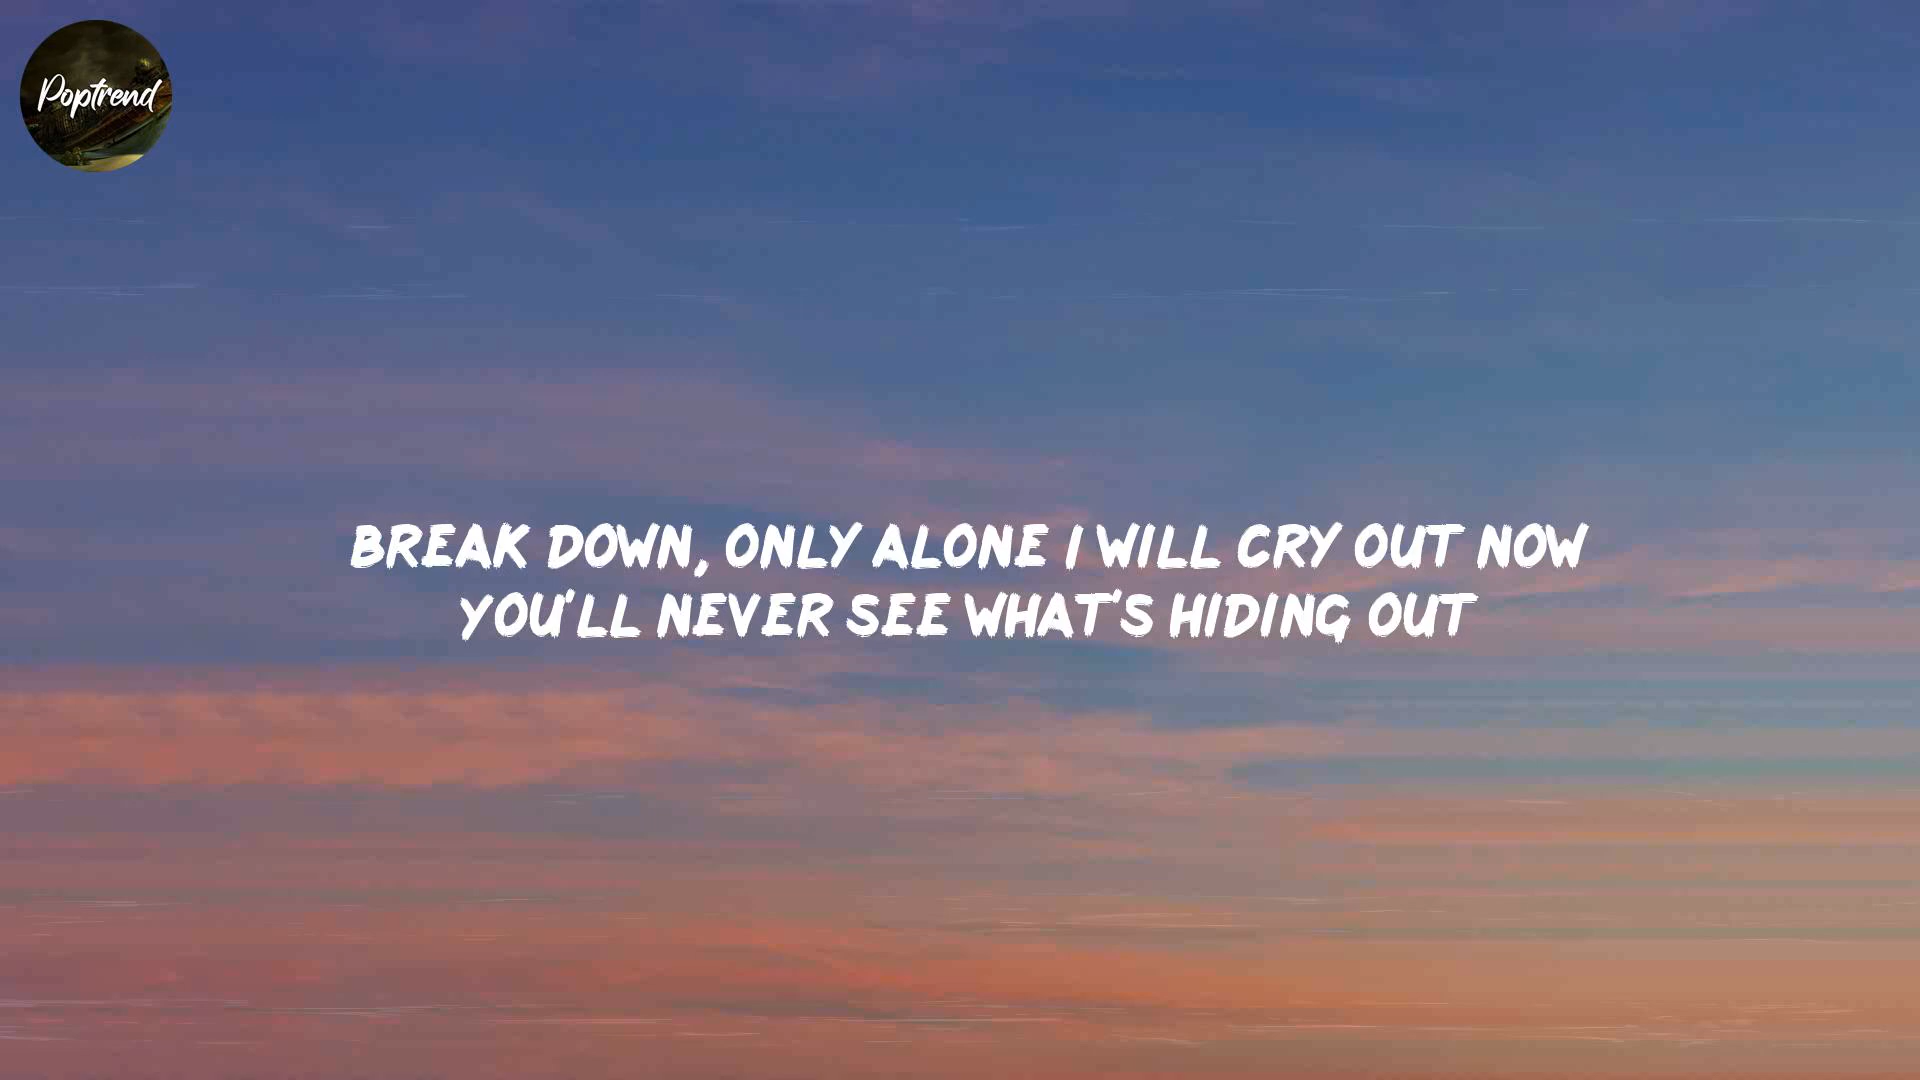 Poptrend
BREAK DOWN, ONLY ALONE I WILL CRY OUT NOW
YOU'LL NEVER SEE WHAT'S HIDING OUT